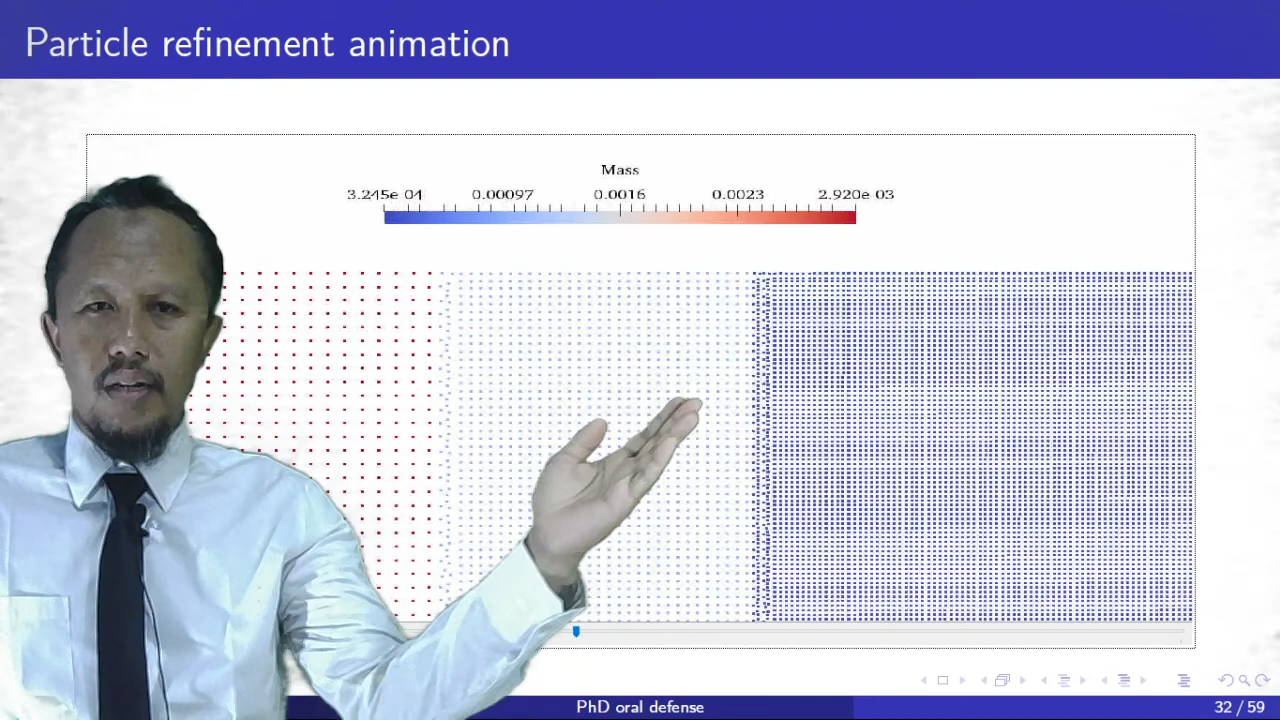 Particle refinement animation
Mass
3.245e 04 0.00097 0.0016 0.0023 2.920e 03
PhD oral defense
32 / 59